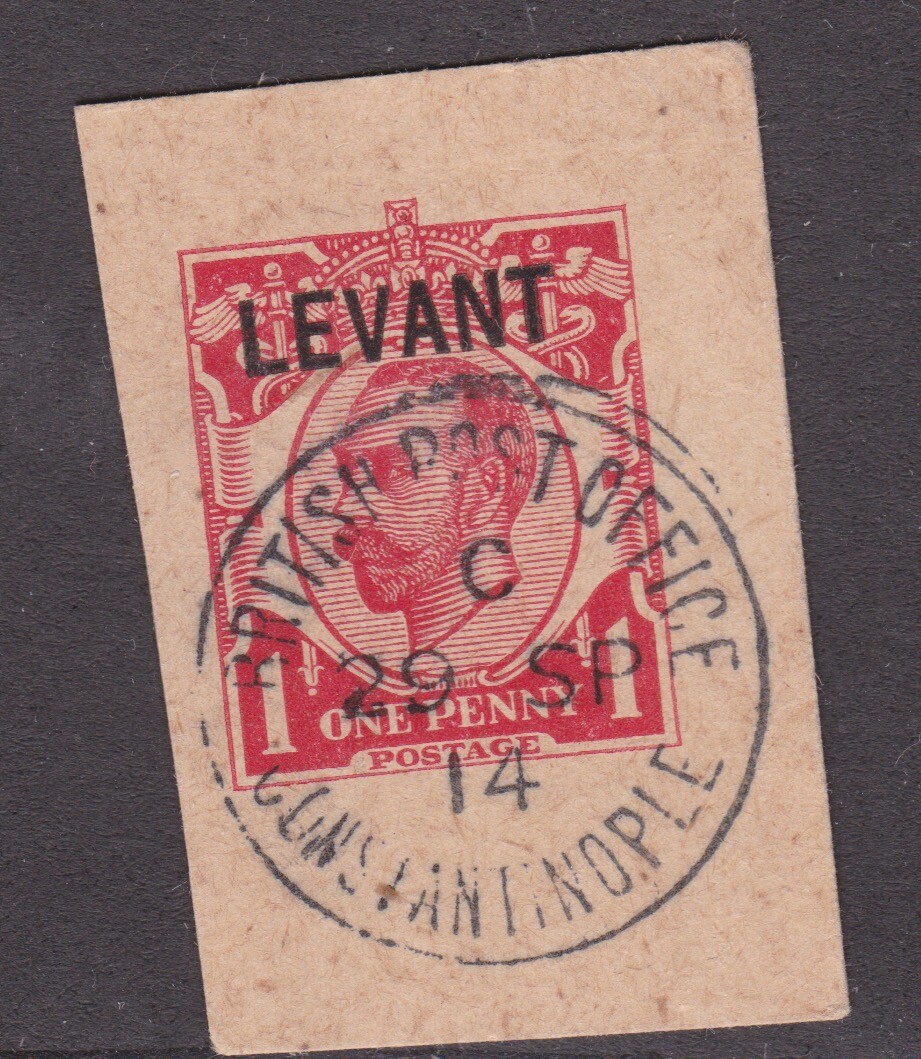 LEVANT
BRITISH POST OFFICE
C
29 SP
14
CONSTANTINOPLE
1 ONE PENNY 1
POSTAGE